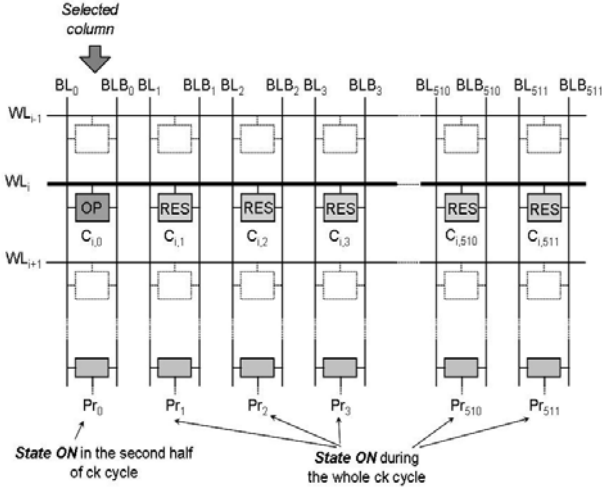 Selected
column
BL0 BLB0 BL1 BLB1 BL2 BLB2 BL3 BLB3 BL510 BLB510 BL511 BLB511
WLi-1
WLi
OP RES RES RES RES RES
Ci,0 Ci,1 Ci,2 Ci,3 Ci,510 Ci,511
WLi+1
Pr0 Pr1 Pr2 Pr3 Pr510 Pr511
State ON in the second half
of ck cycle
State ON during
the whole ck cycle